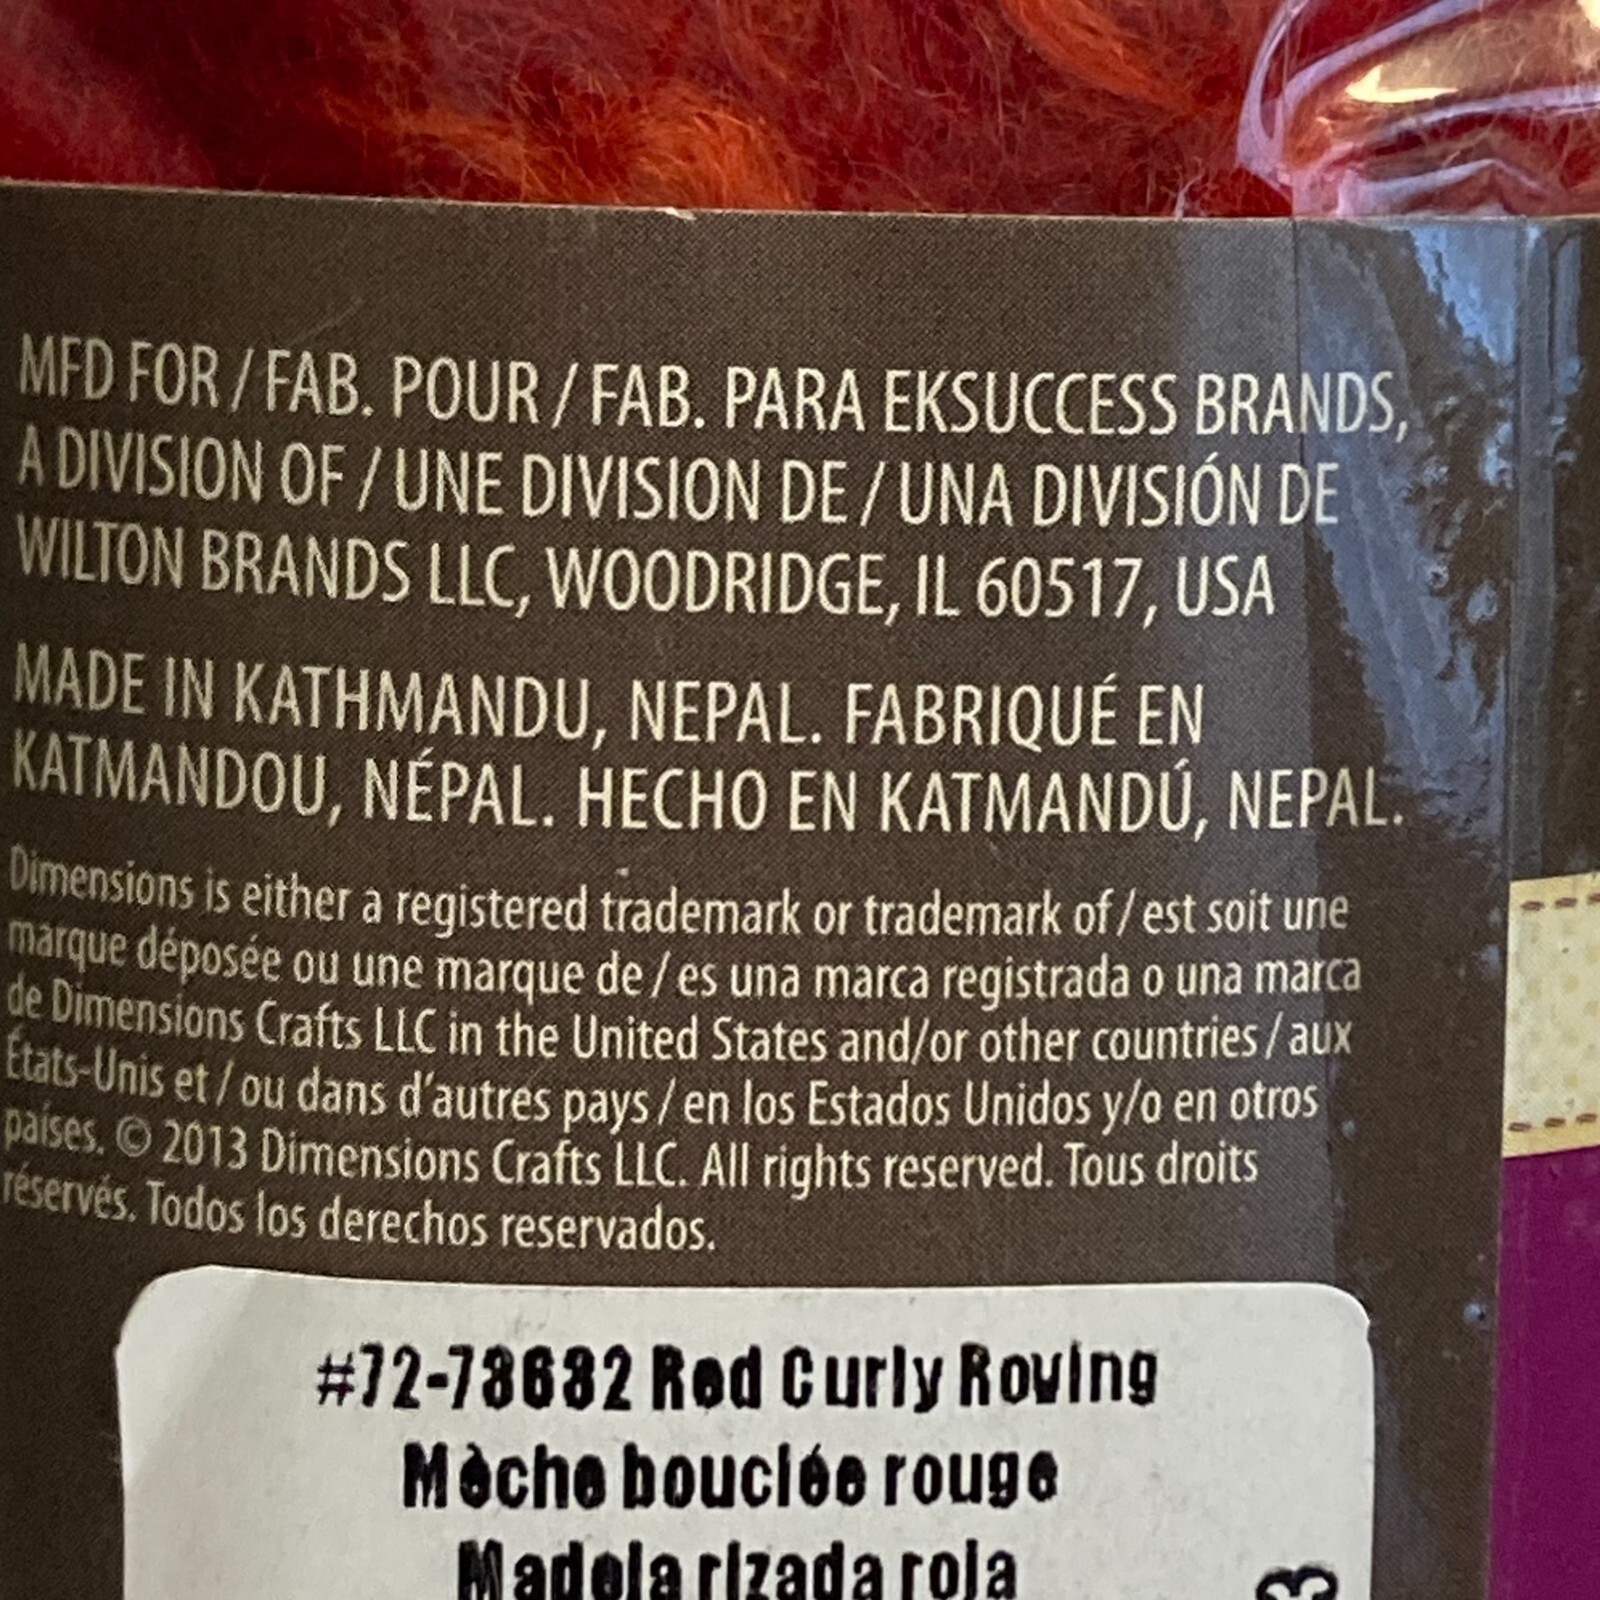 MFD FOR / FAB. POUR / FAB. PARA EKSUCCESS BRANDS,
A DIVISION OF / UNE DIVISION DE / UNA DIVISIÓN DE
WILTON BRANDS LLC, WOODRIDGE, IL 60517, USA
MADE IN KATHMANDU, NEPAL. FABRIQUÉ EN
KATMANDOU, NÉPAL. HECHO EN KATMANDÚ, NEPAL.
Dimensions is either a registered trademark or trademark of / est soit une
marque déposée ou une marque de / es una marca registrada o una marca
de Dimensions Crafts LLC in the United States and/or other countries / aux
États-Unis et / ou dans d'autres pays / en los Estados Unidos y/o en otros
países. © 2013 Dimensions Crafts LLC. All rights reserved. Tous droits
réservés. Todos los derechos reservados.
#72-73632 Red Curly Roving
Mèche bouclée rouge
Madeja rizada roja
3